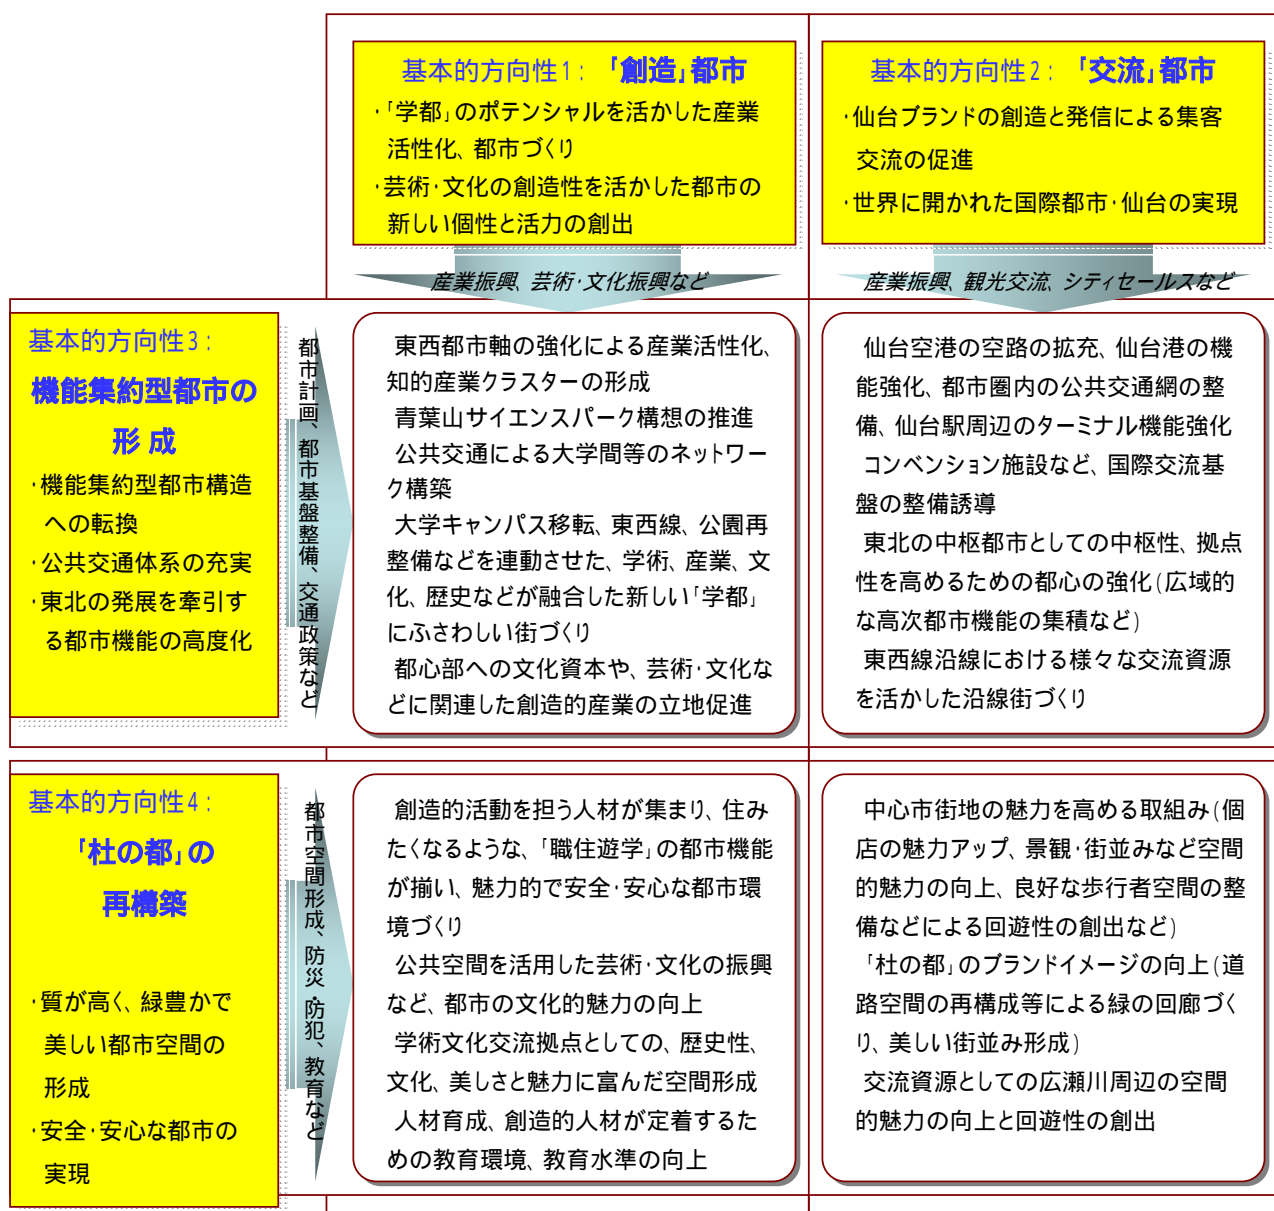 基本的方向性1：「創造」都市
・「学都」のポテンシャルを活かした産業
活性化、都市づくり
・芸術・文化の創造性を活かした都市の
新しい個性と活力の創出
基本的方向性2：「交流」都市
・仙台ブランドの創造と発信による集客
交流の促進
・世界に開かれた国際都市・仙台の実現
産業振興、芸術・文化振興など
産業振興、観光交流、シティセールスなど
基本的方向性3：
機能集約型都市の
形 成
・機能集約型都市構造
への転換
・公共交通体系の充実
・東北の発展を牽引す
る都市機能の高度化
都市計画、都市基盤整備、交通政策など
東西都市軸の強化による産業活性化、
知的産業クラスターの形成
青葉山サイエンスパーク構想の推進
公共交通による大学間等のネットワー
ク構築
大学キャンパス移転、東西線、公園再
整備などを連動させた、学術、産業、文
化、歴史などが融合した新しい「学都」
にふさわしい街づくり
都心部への文化資本や、芸術・文化な
どに関連した創造的産業の立地促進
仙台空港の空路の拡充、仙台港の機
能強化、都市圏内の公共交通網の整
備、仙台駅周辺のターミナル機能強化
コンベンション施設など、国際交流基
盤の整備誘導
東北の中枢都市としての中枢性、拠点
性を高めるための都心の強化（広域的
な高次都市機能の集積など）
東西線沿線における様々な交流資源
を活かした沿線街づくり
基本的方向性4：
「杜の都」の
再構築
・質が高く、緑豊かで
美しい都市空間の
形成
・安全・安心な都市の
実現
都市空間形成、防災・防犯、教育など
創造的活動を担う人材が集まり、住み
たくなるような、「職住遊学」の都市機能
が揃い、魅力的で安全・安心な都市環
境づくり
公共空間を活用した芸術・文化の振興
など、都市の文化的魅力の向上
学術文化交流拠点としての、歴史性、
文化、美しさと魅力に富んだ空間形成
人材育成、創造的人材が定着するた
めの教育環境、教育水準の向上
中心市街地の魅力を高める取組み（個
店の魅力アップ、景観・街並みなど空間
的魅力の向上、良好な歩行者空間の整
備などによる回遊性の創出など）
「杜の都」のブランドイメージの向上（道
路空間の再構成等による緑の回廊づく
り、美しい街並み形成）
交流資源としての広瀬川周辺の空間
的魅力の向上と回遊性の創出